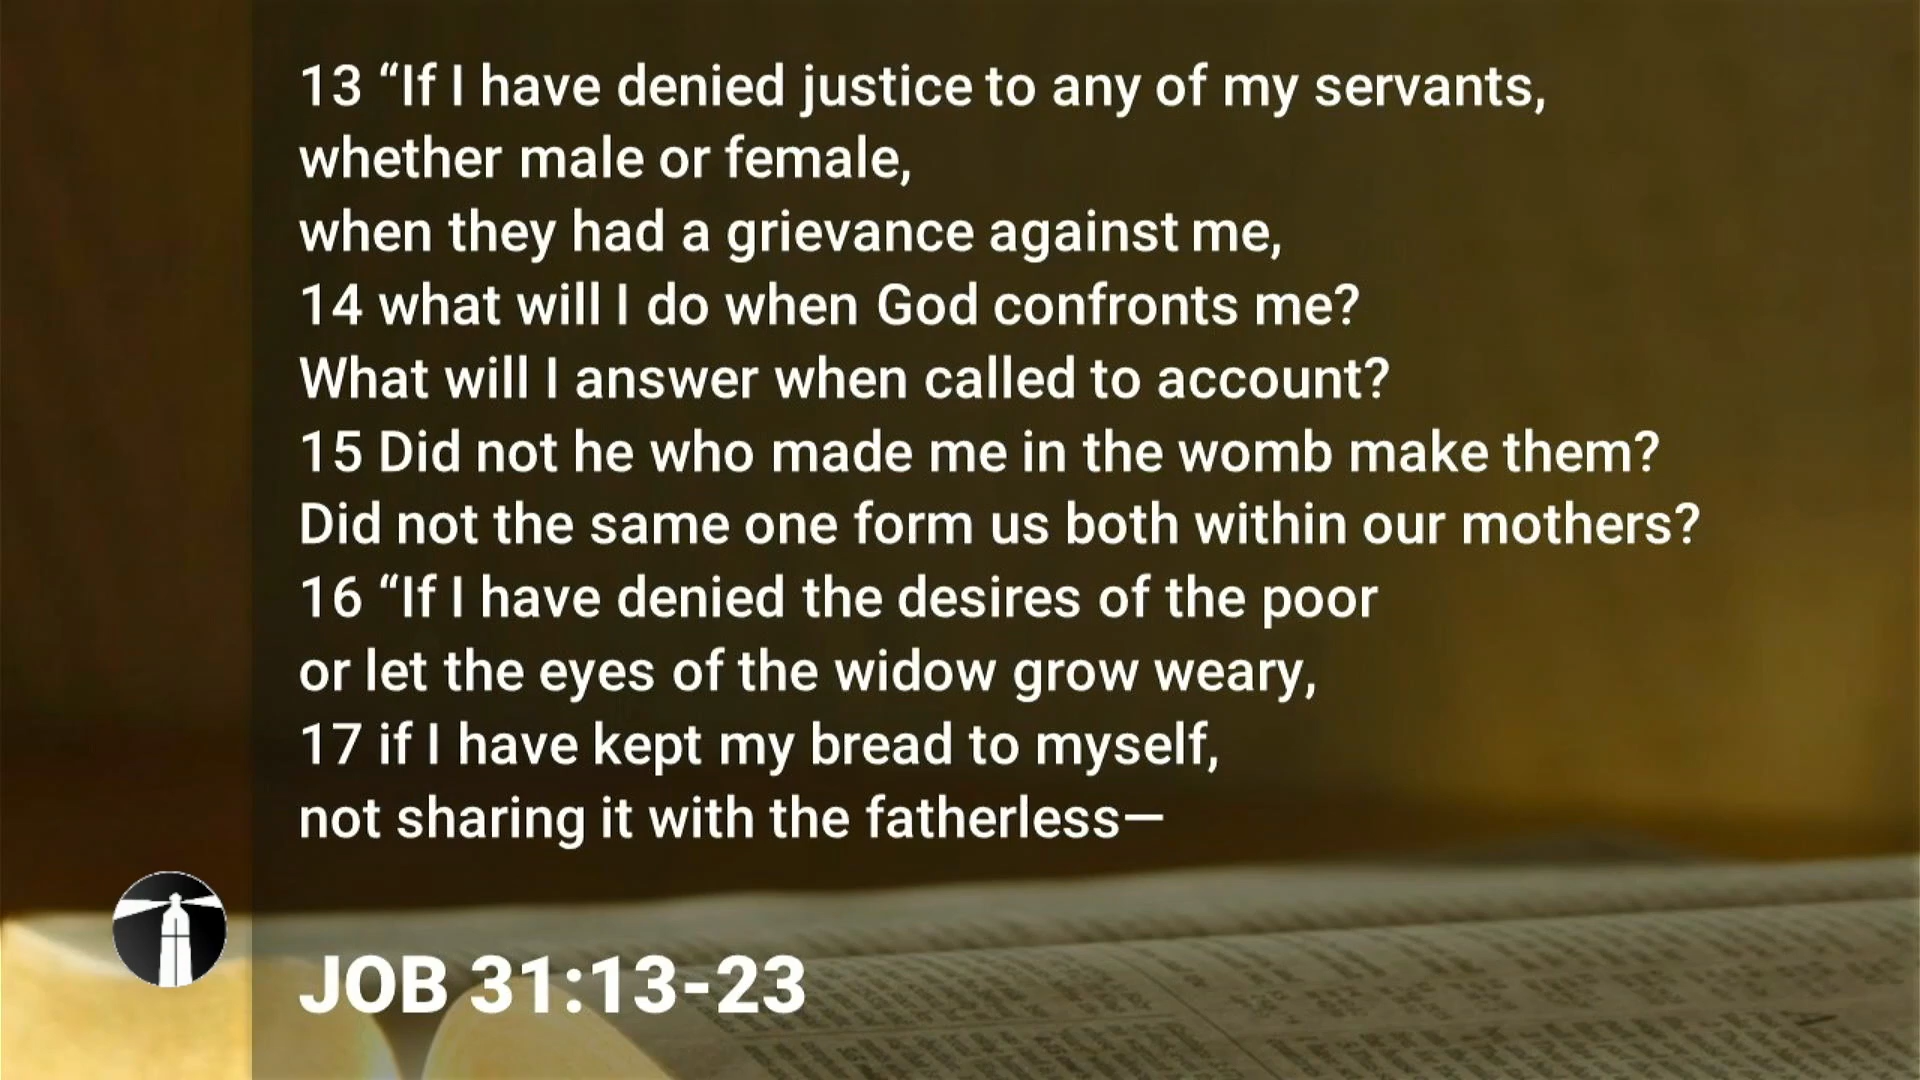 13 “If I have denied justice to any of my servants,
whether male or female,
when they had a grievance against me,
14 what will I do when God confronts me?
What will I answer when called to account?
15 Did not he who made me in the womb make them?
Did not the same one form us both within our mothers?
16 “If I have denied the desires of the poor
or let the eyes of the widow grow weary,
17 if I have kept my bread to myself,
not sharing it with the fatherless—
JOB 31:13-23